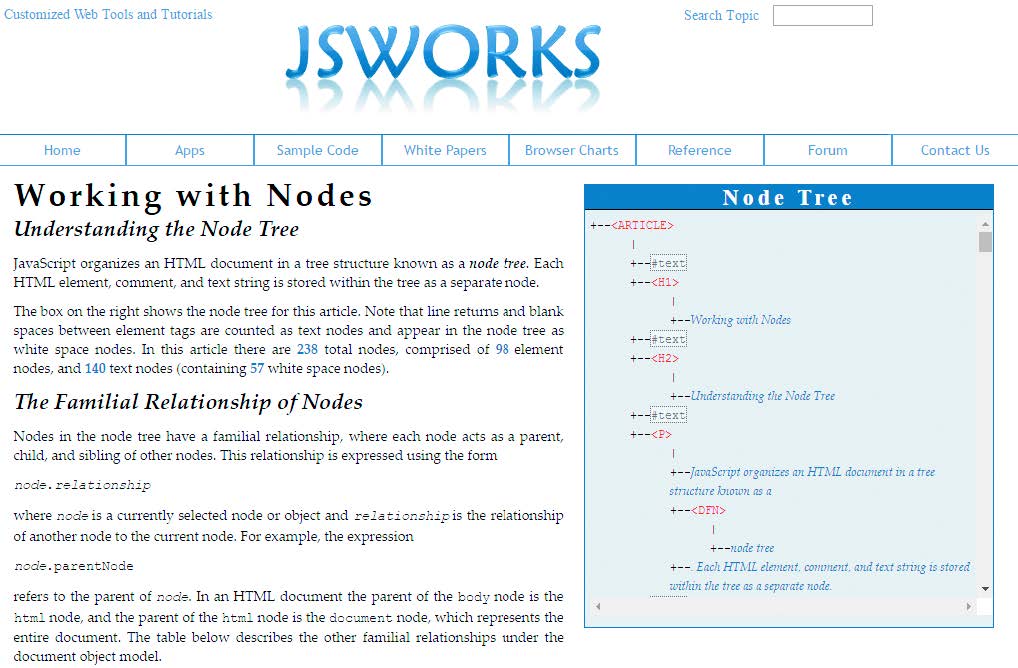 Customized Web Tools and Tutorials
Search Topic
JSWORKS
Home
Apps
Sample Code
White Papers
Browser Charts
Reference
Forum
Contact Us
Working with Nodes
Understanding the Node Tree
JavaScript organizes an HTML document in a tree structure known as a node tree. Each
HTML element, comment, and text string is stored within the tree as a separate node.
The box on the right shows the node tree for this article. Note that line returns and blank
spaces between element tags are counted as text nodes and appear in the node tree as
white space nodes. In this article there are 238 total nodes, comprised of 98 element
nodes, and 140 text nodes (containing 57 white space nodes).
The Familial Relationship of Nodes
Nodes in the node tree have a familial relationship, where each node acts as a parent,
child, and sibling of other nodes. This relationship is expressed using the form
node.relationship
where node is a currently selected node or object and relationship is the relationship
of another node to the current node. For example, the expression
node.parentNode
refers to the parent of node. In an HTML document the parent of the body node is the
html node, and the parent of the html node is the document node, which represents the
entire document. The table below describes the other familial relationships under the
document object model.
Node Tree
+--<ARTICLE>
|
+--#text
+--<H1>
|
+--Working with Nodes
+--#text
+--<H2>
|
+--Understanding the Node Tree
+--#text
+--<P>
|
+--JavaScript organizes an HTML document in a tree
structure known as a
+--<DFN>
|
+--node tree
+--. Each HTML element, comment, and text string is stored
within the tree as a separate node.